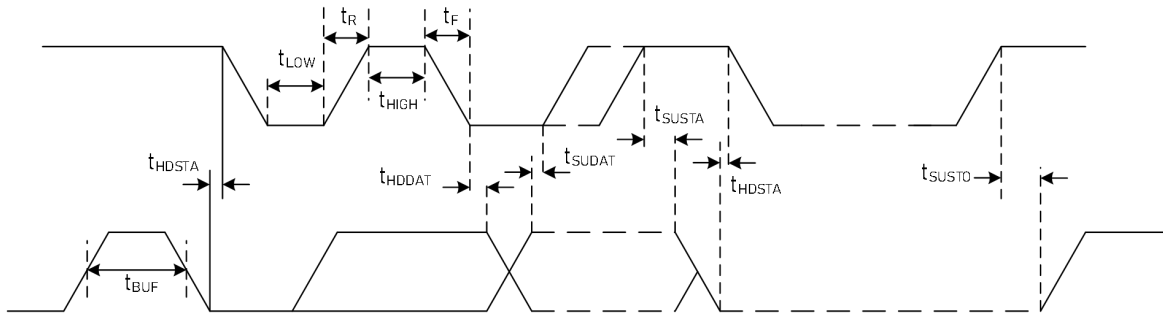 tR
tF
tLOW
tHIGH
tSUSTA
tSUDAT
tHDSTA
tHDDAT
tHDSTA
tSUSTO
tBUF